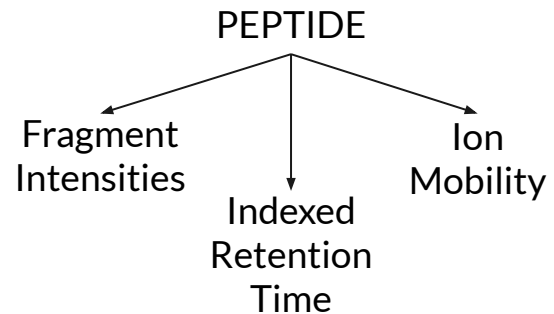 PEPTIDE
Fragment
Intensities
Indexed
Retention
Time
Ion
Mobility